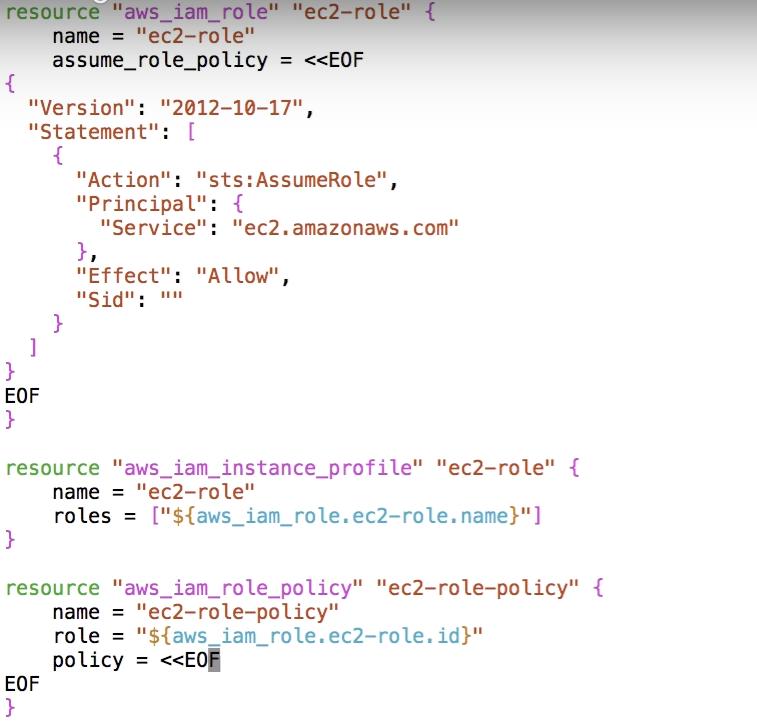 resource "aws_iam_role" "ec2-role" {
    name = "ec2-role"
    assume_role_policy = <<EOF
{
  "Version": "2012-10-17",
  "Statement": [
    {
      "Action": "sts:AssumeRole",
      "Principal": {
        "Service": "ec2.amazonaws.com"
      },
      "Effect": "Allow",
      "Sid": ""
    }
  ]
}
EOF
}

resource "aws_iam_instance_profile" "ec2-role" {
    name = "ec2-role"
    roles = ["${aws_iam_role.ec2-role.name}"]
}

resource "aws_iam_role_policy" "ec2-role-policy" {
    name = "ec2-role-policy"
    role = "${aws_iam_role.ec2-role.id}"
    policy = <<EOF
EOF
}